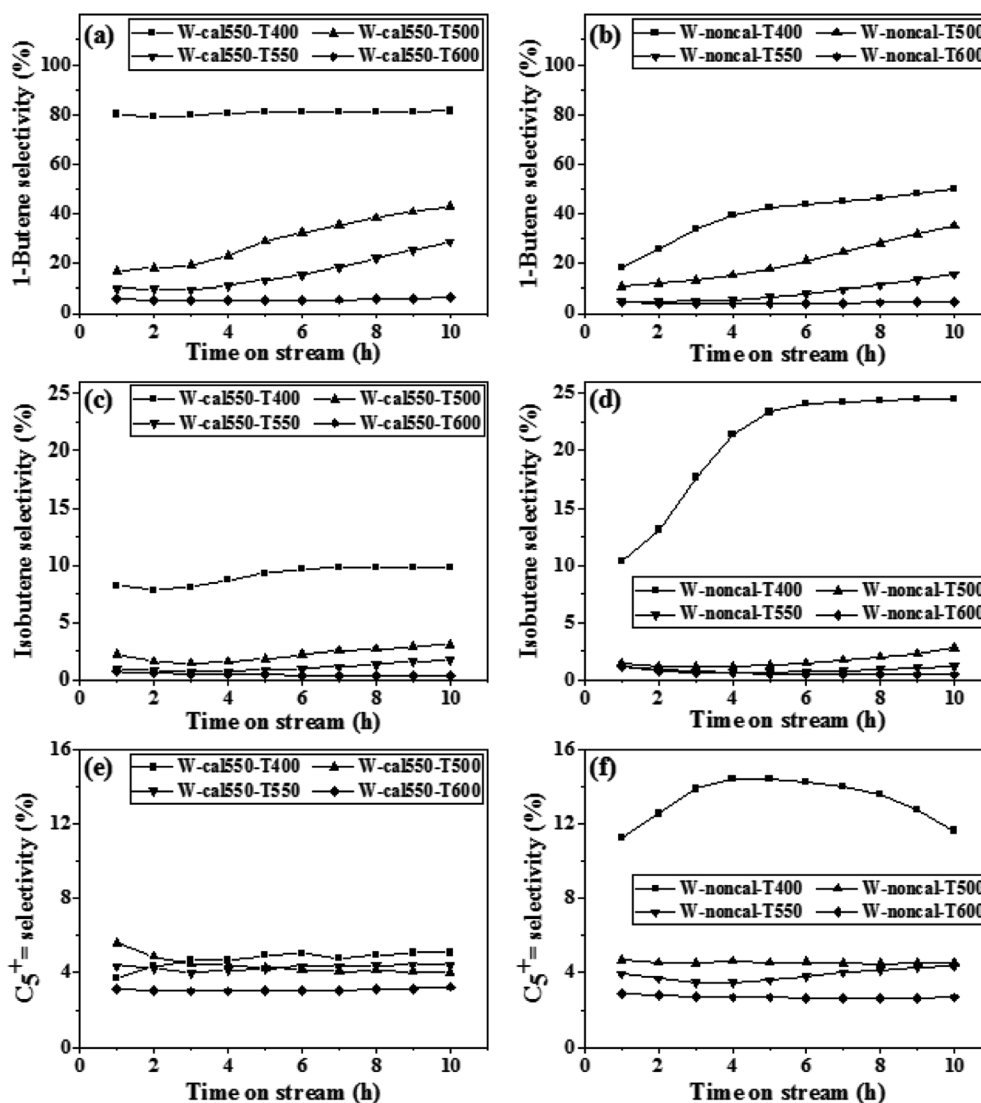 (a)
W-cal550-T400 W-cal550-T500
W-cal550-T550 W-cal550-T600
1-Butene selectivity (%)
100
80
60
40
20
0
0 2 4 6 8 10
Time on stream (h)
(b)
W-noncal-T400 W-noncal-T500
W-noncal-T550 W-noncal-T600
1-Butene selectivity (%)
100
80
60
40
20
0
0 2 4 6 8 10
Time on stream (h)
(c)
W-cal550-T400 W-cal550-T500
W-cal550-T550 W-cal550-T600
Isobutene selectivity (%)
25
20
15
10
5
0
0 2 4 6 8 10
Time on stream (h)
(d)
Isobutene selectivity (%)
25
20
15
10
5
0
W-noncal-T400 W-noncal-T500
W-noncal-T550 W-noncal-T600
0 2 4 6 8 10
Time on stream (h)
(e)
W-cal550-T400 W-cal550-T500
W-cal550-T550 W-cal550-T600
C5+= selectivity (%)
16
12
8
4
0
0 2 4 6 8 10
Time on stream (h)
(f)
C5+= selectivity (%)
16
12
8
4
0
W-noncal-T400 W-noncal-T500
W-noncal-T550 W-noncal-T600
0 2 4 6 8 10
Time on stream (h)